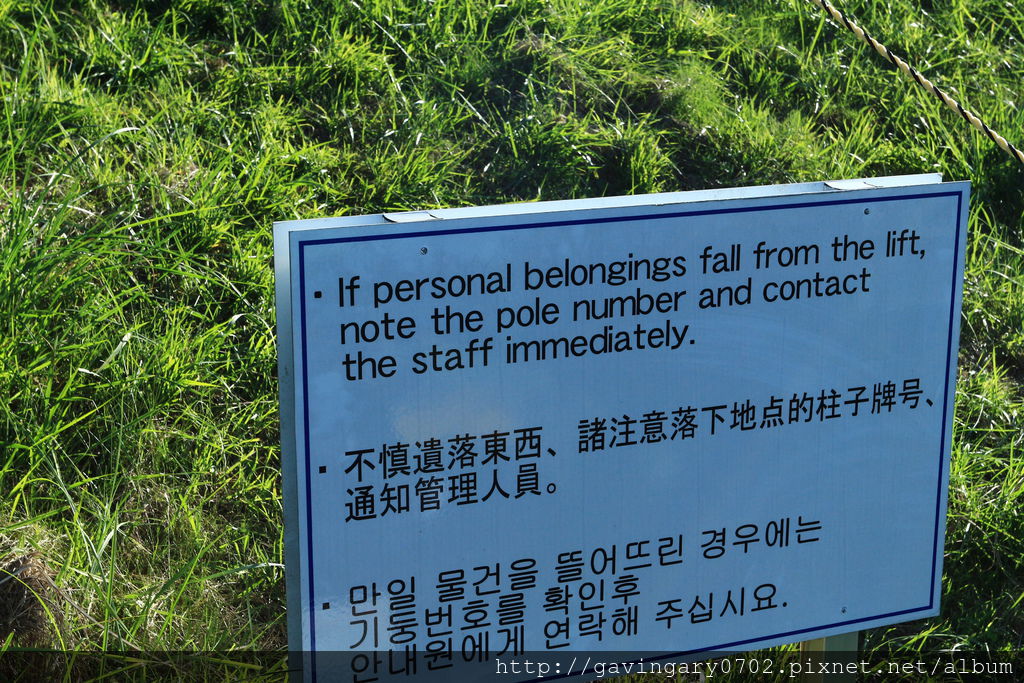 · If personal belongings fall from the lift,
note the pole number and contact
the staff immediately.
· 不慎遺落東西、諸注意落下地点的柱子牌号、
通知管理人員。
· 만일 물건을 뜰어뜨린 경우에는
기둥번호를 확인후
안내원에게 연락해 주십시요.
http://gavingary0702.pixnet.net/album